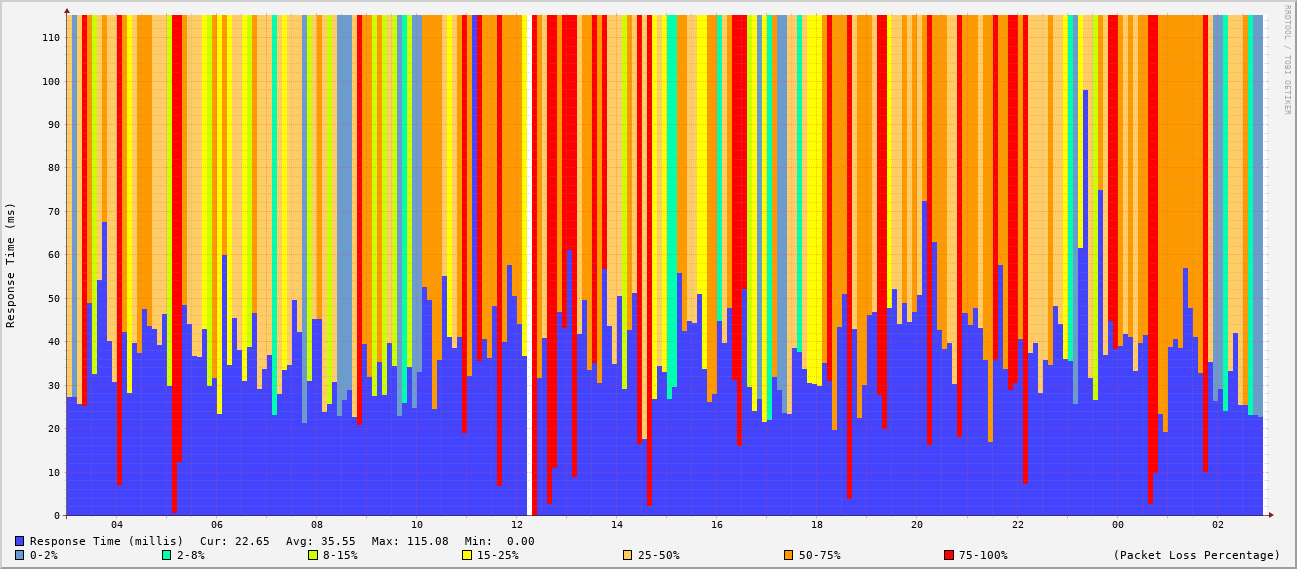 RRDTOOL / TOBI OETIKER
Response Time (ms)
110
100
90
80
70
60
50
40
30
20
10
0
04 06 08 10 12 14 16 18 20 22 00 02
Response Time (millis) Cur: 22.65 Avg: 35.55 Max: 115.08 Min: 0.00
0-2% 2-8% 8-15% 15-25% 25-50% 50-75% 75-100% (Packet Loss Percentage)